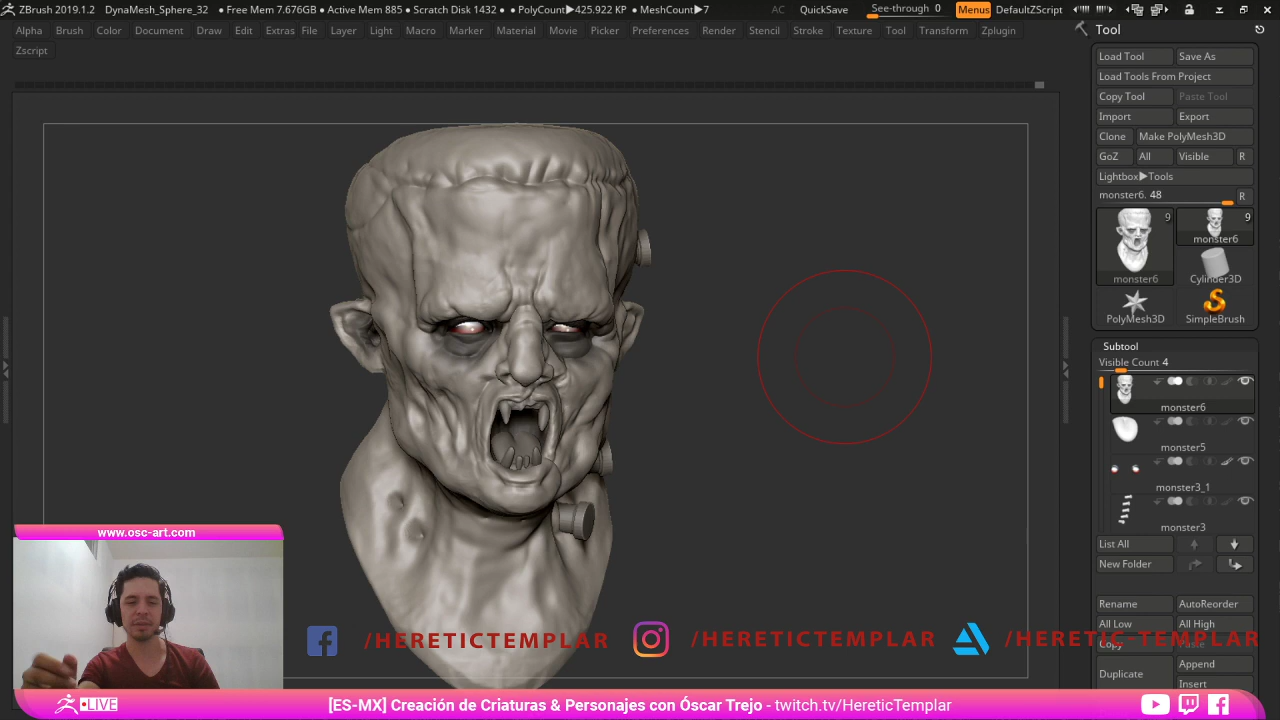 ZBrush 2019.1.2 DynaMesh_Sphere_32 • Free Mem 7.676GB • Active Mem 885 • Scratch Disk 1432 • • PolyCount▶425.922 KP • MeshCount▶7 AC QuickSave See-through 0 Menus DefaultZScript
Alpha Brush Color Document Draw Edit Extras File Layer Light Macro Marker Material Movie Picker Preferences Render Stencil Stroke Texture Tool Transform Zplugin
Zscript
Tool
Load Tool Save As
Load Tools From Project
Copy Tool Paste Tool
Import Export
Clone Make PolyMesh3D
GoZ All Visible R
Lightbox▶Tools
monster6. 48 R
9 9
monster6
monster6 Cylinder3D
PolyMesh3D SimpleBrush
Subtool
Visible Count 4
monster6
monster5
monster3_1
monster3
List All
New Folder
Rename AutoReorder
All Low All High
Copy Paste
Duplicate Append
Insert
www.osc-art.com
/HERETICTEMPLAR /HERETICTEMPLAR /HERETIC-TEMPLAR
LIVE [ES-MX] Creación de Criaturas & Personajes con Óscar Trejo - twitch.tv/HereticTemplar